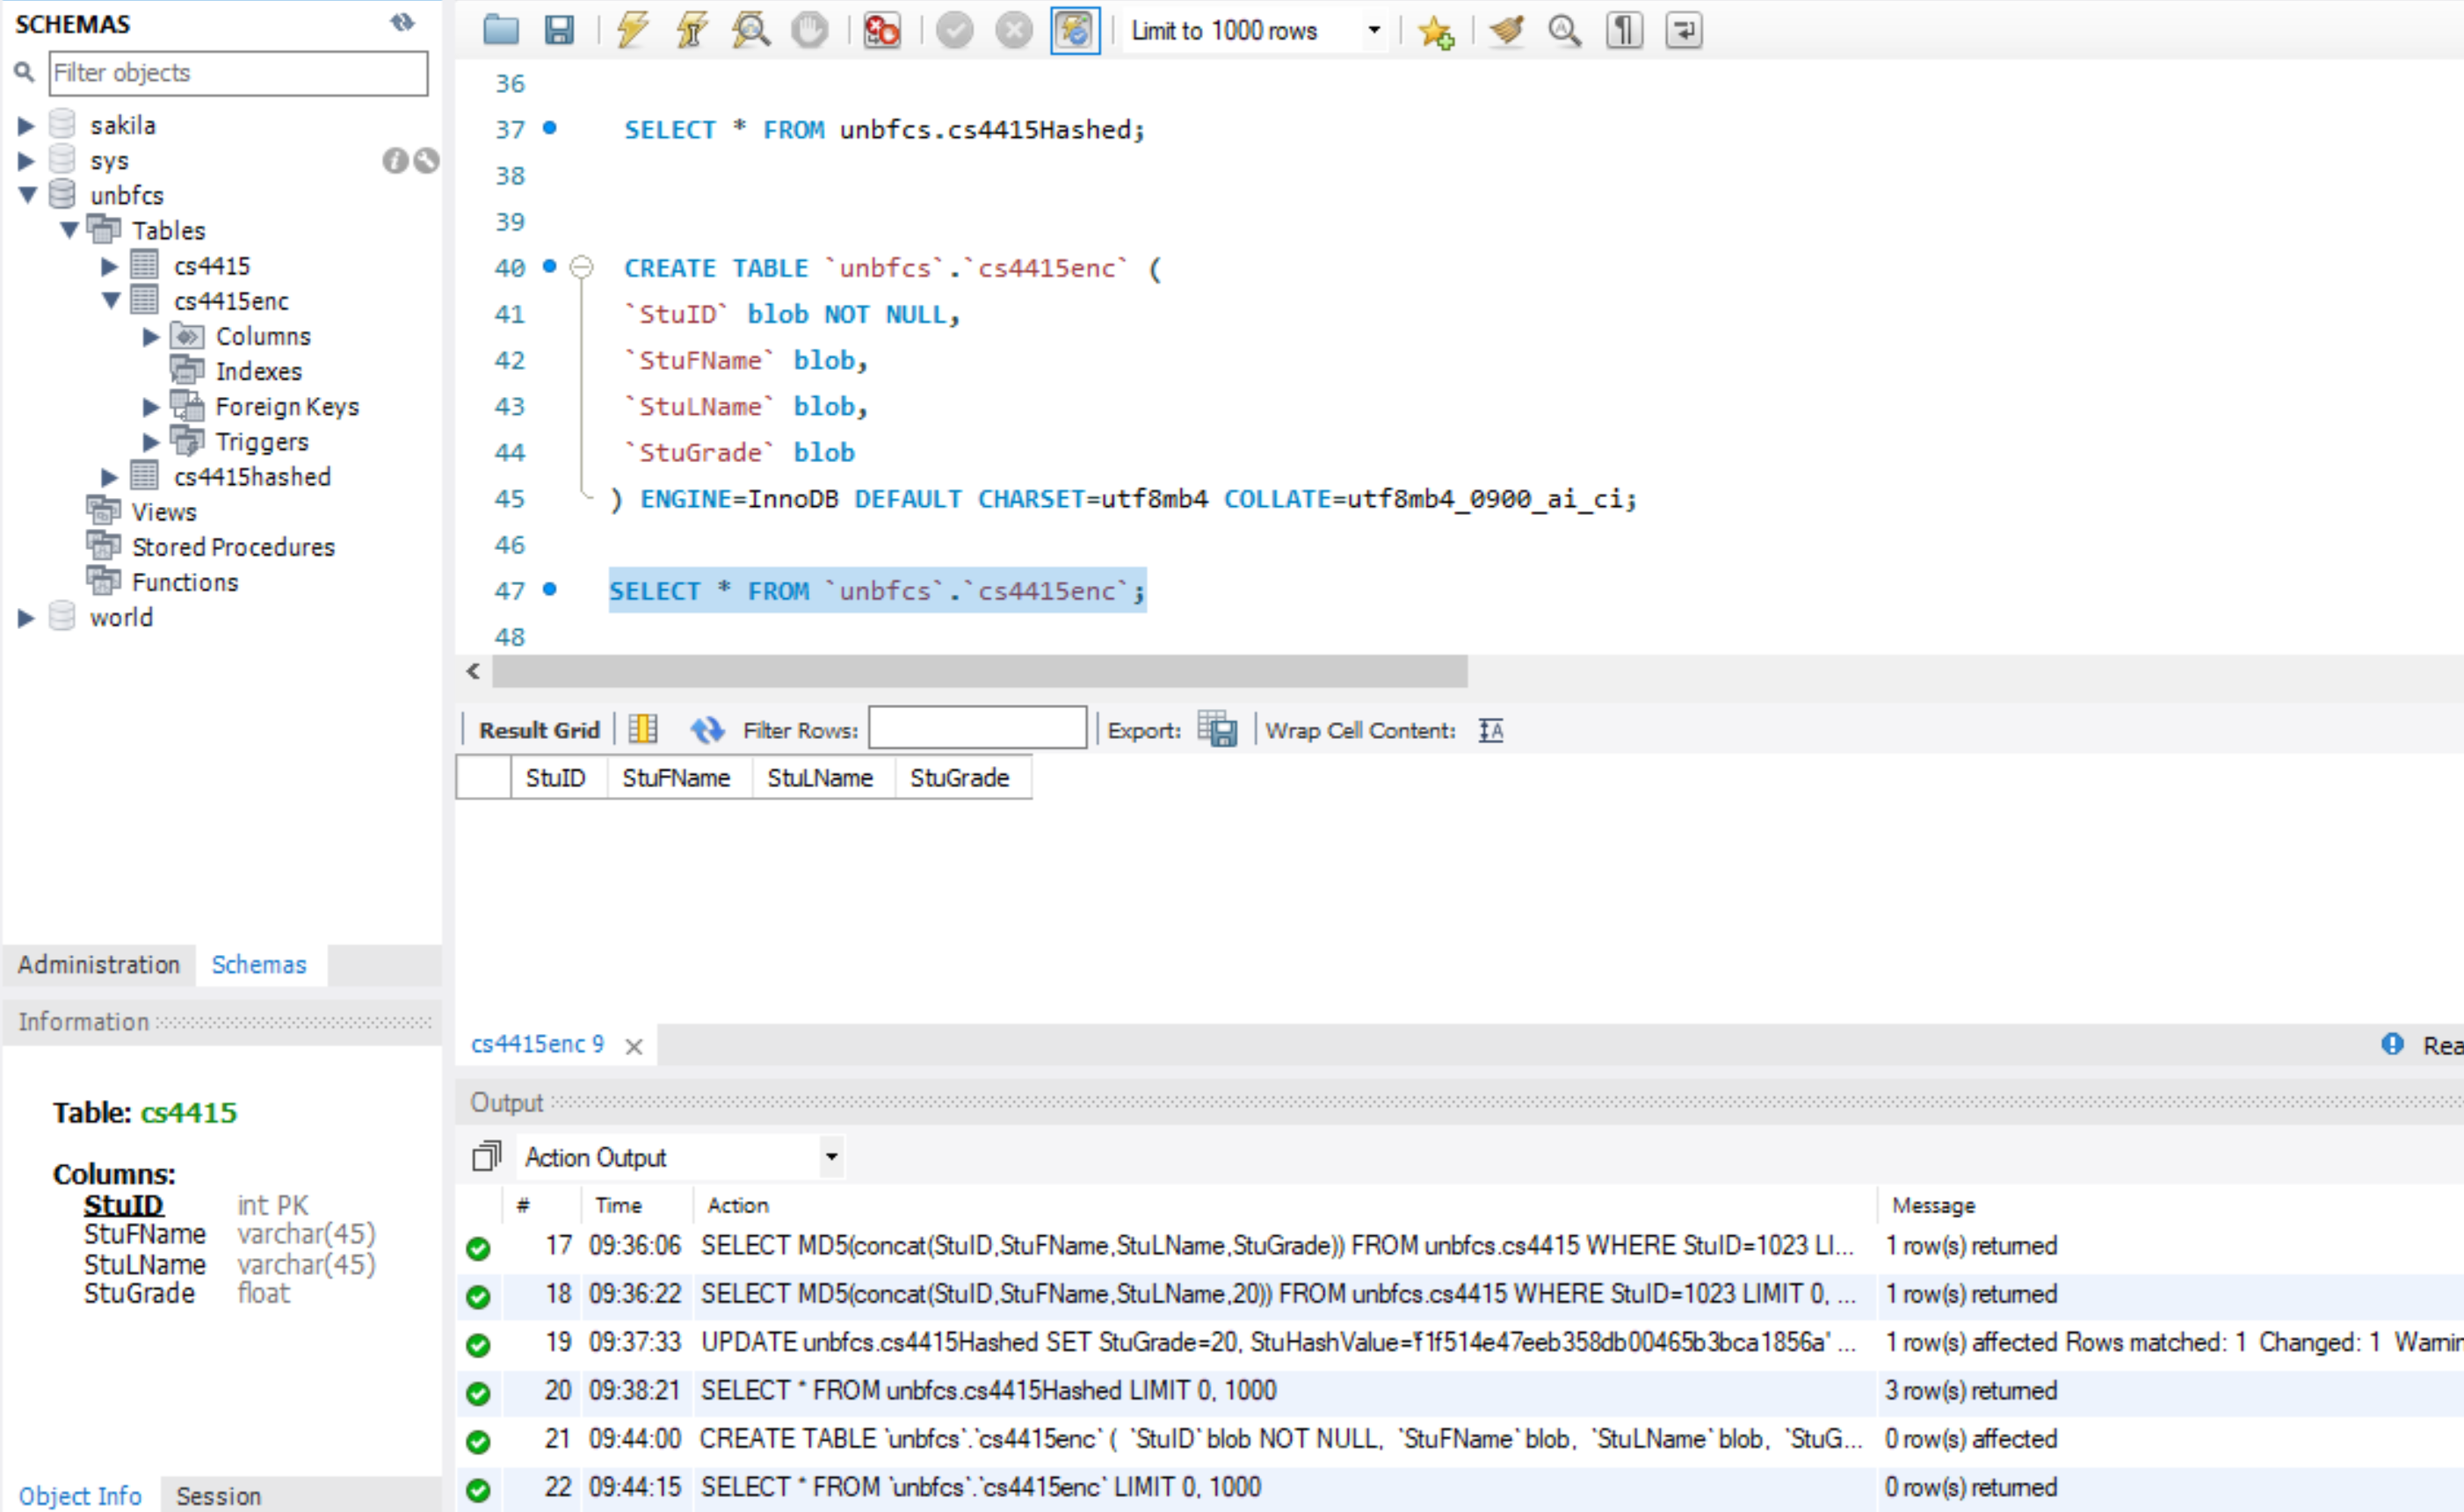 SCHEMAS
Filter objects
sakila
sys
unbfcs
Tables
cs4415
cs4415enc
Columns
Indexes
Foreign Keys
Triggers
cs4415hashed
Views
Stored Procedures
Functions
world
Administration Schemas
Information
Table: cs4415
Columns:
StuID int PK
StuFName varchar(45)
StuLName varchar(45)
StuGrade float
Object Info Session
Limit to 1000 rows
36
37 SELECT * FROM unbfcs.cs4415Hashed;
38
39
40 CREATE TABLE `unbfcs`.`cs4415enc` (
41 `StuID` blob NOT NULL,
42 `StuFName` blob,
43 `StuLName` blob,
44 `StuGrade` blob
45 ) ENGINE=InnoDB DEFAULT CHARSET=utf8mb4 COLLATE=utf8mb4_0900_ai_ci;
46
47 SELECT * FROM `unbfcs`.`cs4415enc`;
48
Result Grid Filter Rows: Export: Wrap Cell Content:
StuID StuFName StuLName StuGrade
cs4415enc 9 Rea
Output
Action Output
# Time Action Message
17 09:36:06 SELECT MD5(concat(StuID,StuFName,StuLName,StuGrade)) FROM unbfcs.cs4415 WHERE StuID=1023 LI... 1 row(s) returned
18 09:36:22 SELECT MD5(concat(StuID,StuFName,StuLName,20)) FROM unbfcs.cs4415 WHERE StuID=1023 LIMIT 0, ... 1 row(s) returned
19 09:37:33 UPDATE unbfcs.cs4415Hashed SET StuGrade=20, StuHashValue='f1f514e47eeb358db00465b3bca1856a' ... 1 row(s) affected Rows matched: 1 Changed: 1 Warnin
20 09:38:21 SELECT * FROM unbfcs.cs4415Hashed LIMIT 0, 1000 3 row(s) returned
21 09:44:00 CREATE TABLE `unbfcs`.`cs4415enc` ( `StuID` blob NOT NULL, `StuFName` blob, `StuLName` blob, `StuG... 0 row(s) affected
22 09:44:15 SELECT * FROM `unbfcs`.`cs4415enc` LIMIT 0, 1000 0 row(s) returned